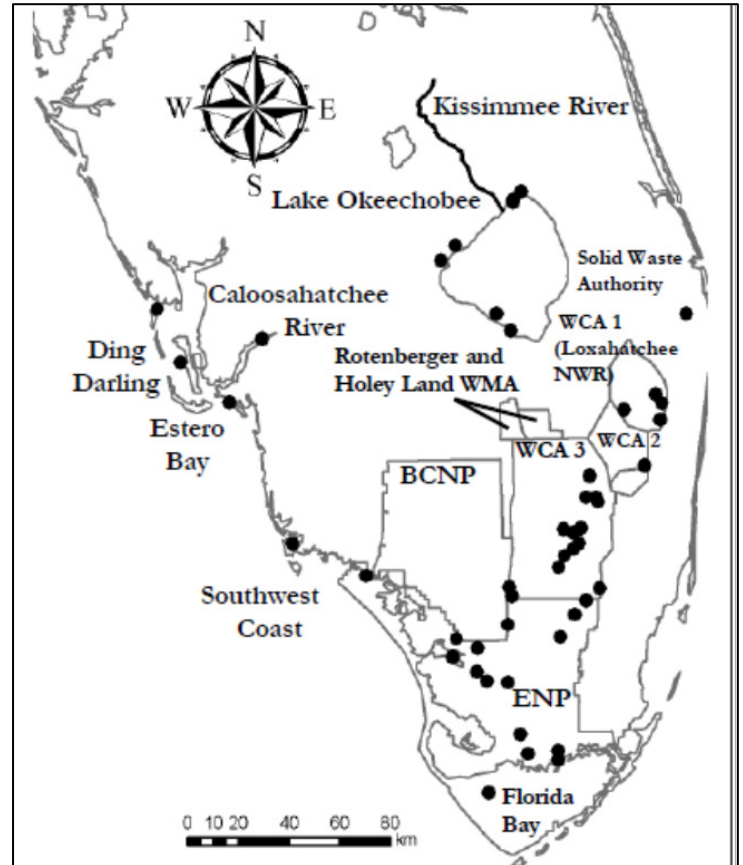 N
W
E
S
Kissimmee River
Lake Okeechobee
Solid Waste
Authority
Caloosahatchee
River
WCA 1
(Loxahatchee
NWR)
Ding
Darling
Rotenberger and
Holey Land WMA
Estero
Bay
WCA 2
WCA 3
BCNP
Southwest
Coast
ENP
Florida
Bay
0 10 20 40 60 80
km